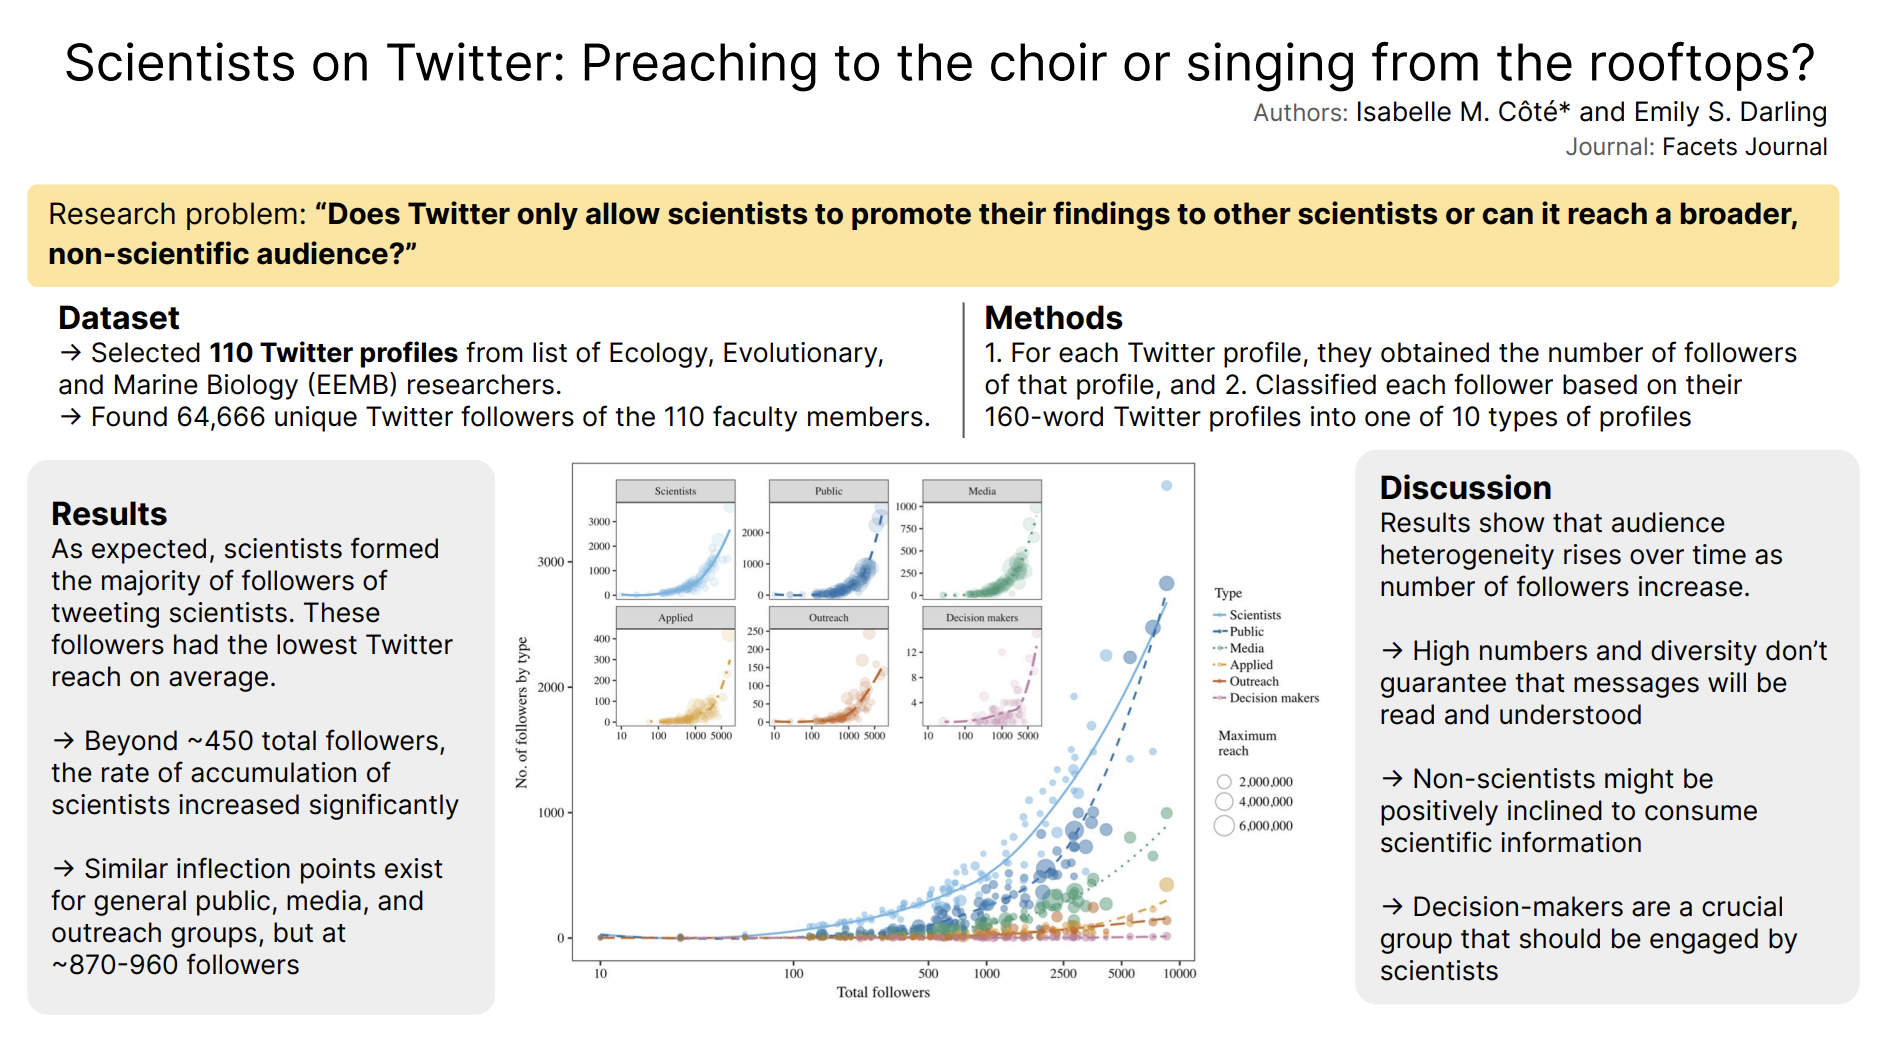 Scientists on Twitter: Preaching to the choir or singing from the rooftops?
Authors: Isabelle M. Côté* and Emily S. Darling
Journal: Facets Journal
Research problem: “Does Twitter only allow scientists to promote their findings to other scientists or can it reach a broader,
non-scientific audience?”
Dataset
→ Selected 110 Twitter profiles from list of Ecology, Evolutionary,
and Marine Biology (EEMB) researchers.
→ Found 64,666 unique Twitter followers of the 110 faculty members.
Methods
1. For each Twitter profile, they obtained the number of followers
of that profile, and 2. Classified each follower based on their
160-word Twitter profiles into one of 10 types of profiles
Results
As expected, scientists formed
the majority of followers of
tweeting scientists. These
followers had the lowest Twitter
reach on average.
→ Beyond ~450 total followers,
the rate of accumulation of
scientists increased significantly
→ Similar inflection points exist
for general public, media, and
outreach groups, but at
~870-960 followers
No. of followers by type
3000
2000
1000
0
10 100 500 1000 2500 5000 10000
Total followers
Scientists
3000
2000
1000
0
Public
2000
1000
0
Media
1000
750
500
250
0
Applied
400
300
200
100
0
10 100 1000 5000
Outreach
250
200
150
100
50
0
10 100 1000 5000
Decision makers
12
8
4
10 100 1000 5000
Type
Scientists
Public
Media
Applied
Outreach
Decision makers
Maximum
reach
2,000,000
4,000,000
6,000,000
Discussion
Results show that audience
heterogeneity rises over time as
number of followers increase.
→ High numbers and diversity don’t
guarantee that messages will be
read and understood
→ Non-scientists might be
positively inclined to consume
scientific information
→ Decision-makers are a crucial
group that should be engaged by
scientists